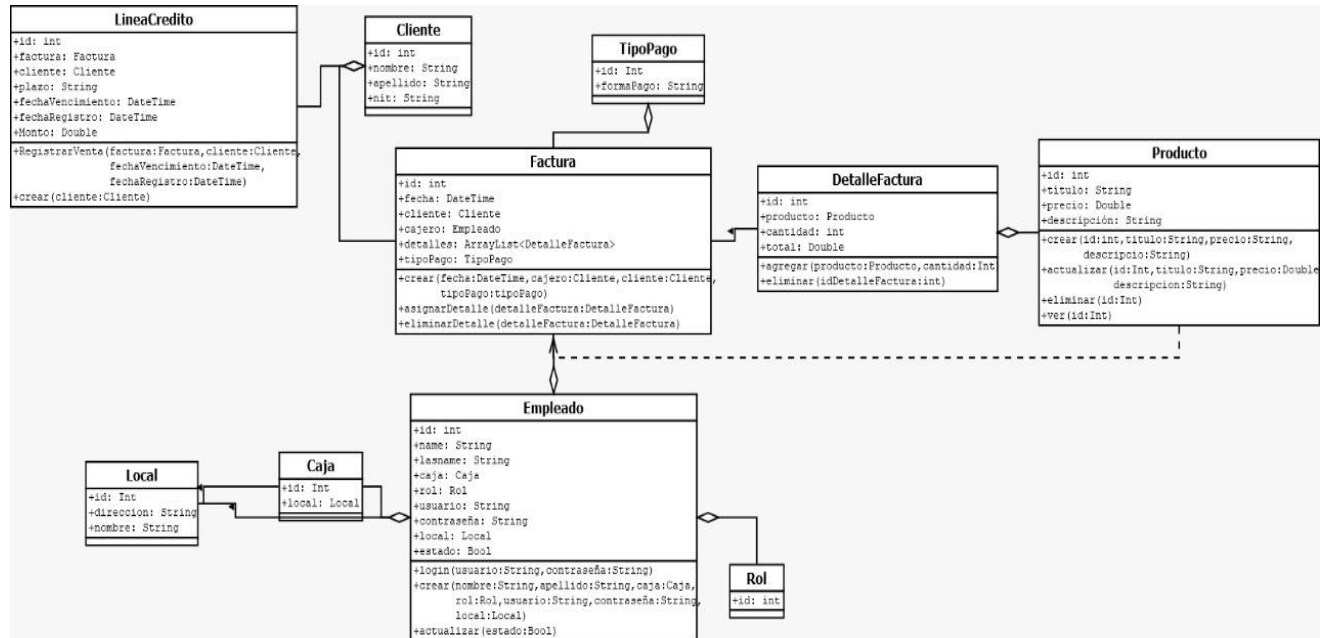 LineaCredito
+id: int
+factura: Factura
+cliente: Cliente
+plazo: String
+fechaVencimiento: DateTime
+fechaRegistro: DateTime
+Monto: Double
+RegistrarVenta(factura:Factura,cliente:Cliente,
fechaVencimiento:DateTime,
fechaRegistro:DateTime)
+crear(cliente:Cliente)
Cliente
+id: int
+nombre: String
+apellido: String
+nit: String
TipoPago
+id: Int
+formaPago: String
Factura
+id: int
+fecha: DateTime
+cliente: Cliente
+cajero: Empleado
+detalles: ArrayList<DetalleFactura>
+tipoPago: TipoPago
+crear(fecha:DateTime,cajero:Cliente,cliente:Cliente,
tipoPago:tipoPago)
+asignarDetalle(detalleFactura:DetalleFactura)
+eliminarDetalle(detalleFactura:DetalleFactura)
DetalleFactura
+id: int
+producto: Producto
+cantidad: int
+total: Double
+agregar(producto:Producto,cantidad:Int
+eliminar(idDetalleFactura:int)
Producto
+id: int
+titulo: String
+precio: Double
+descripción: String
+crear(id:int,titulo:String,precio:String,
descripcio:String)
+actualizar(id:Int,titulo:String,precio:Double
descripcion:String)
+eliminar(id:Int)
+ver(id:Int)
Empleado
+id: int
+name: String
+lasname: String
+caja: Caja
+rol: Rol
+usuario: String
+contraseña: String
+local: Local
+estado: Bool
+login(usuario:String,contraseña:String)
+crear(nombre:String,apellido:String,caja:Caja,
rol:Rol,usuario:String,contraseña:String,
local:Local)
+actualizar(estado:Bool)
Caja
+id: Int
+local: Local
Local
+id: Int
+direccion: String
+nombre: String
Rol
+id: int